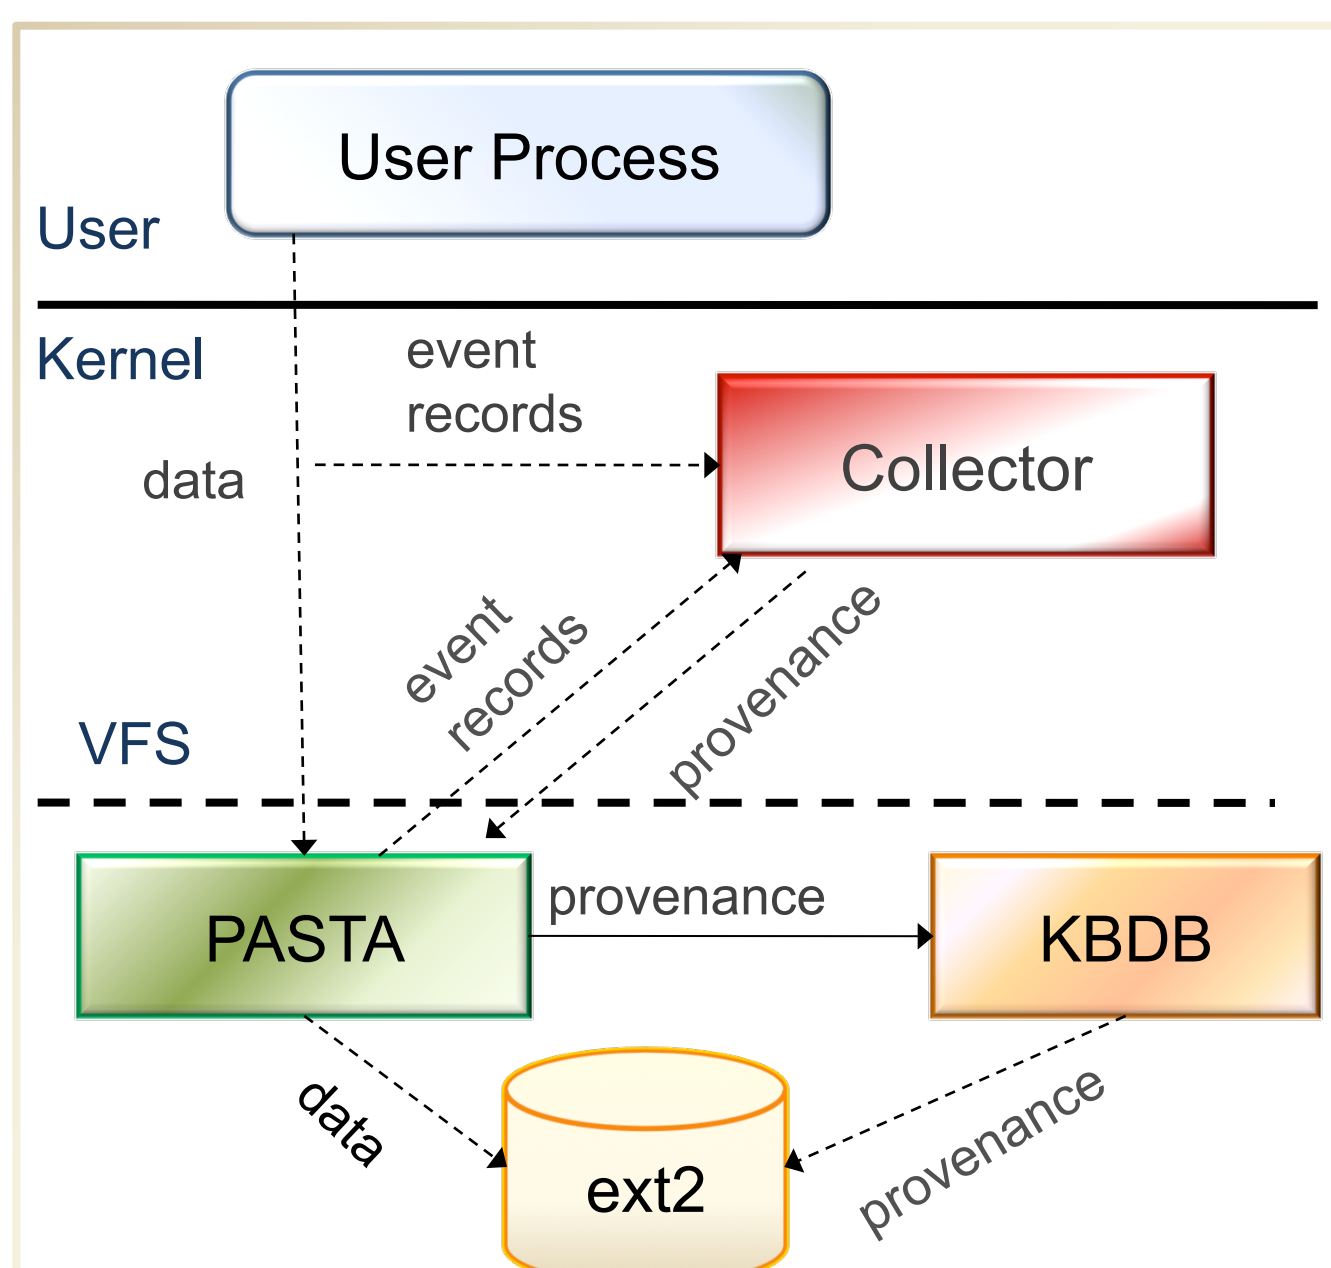 User Process
User
Kernel
event
records
data
Collector
event
records
provenance
VFS
PASTA
provenance
KBDB
data
ext2
provenance